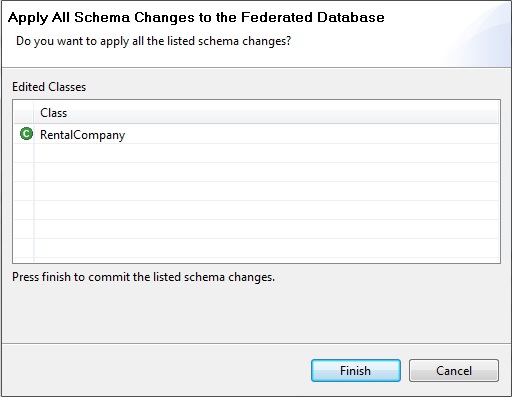 Apply All Schema Changes to the Federated Database
Do you want to apply all the listed schema changes?
Edited Classes
Class
C RentalCompany
Press finish to commit the listed schema changes.
Finish Cancel